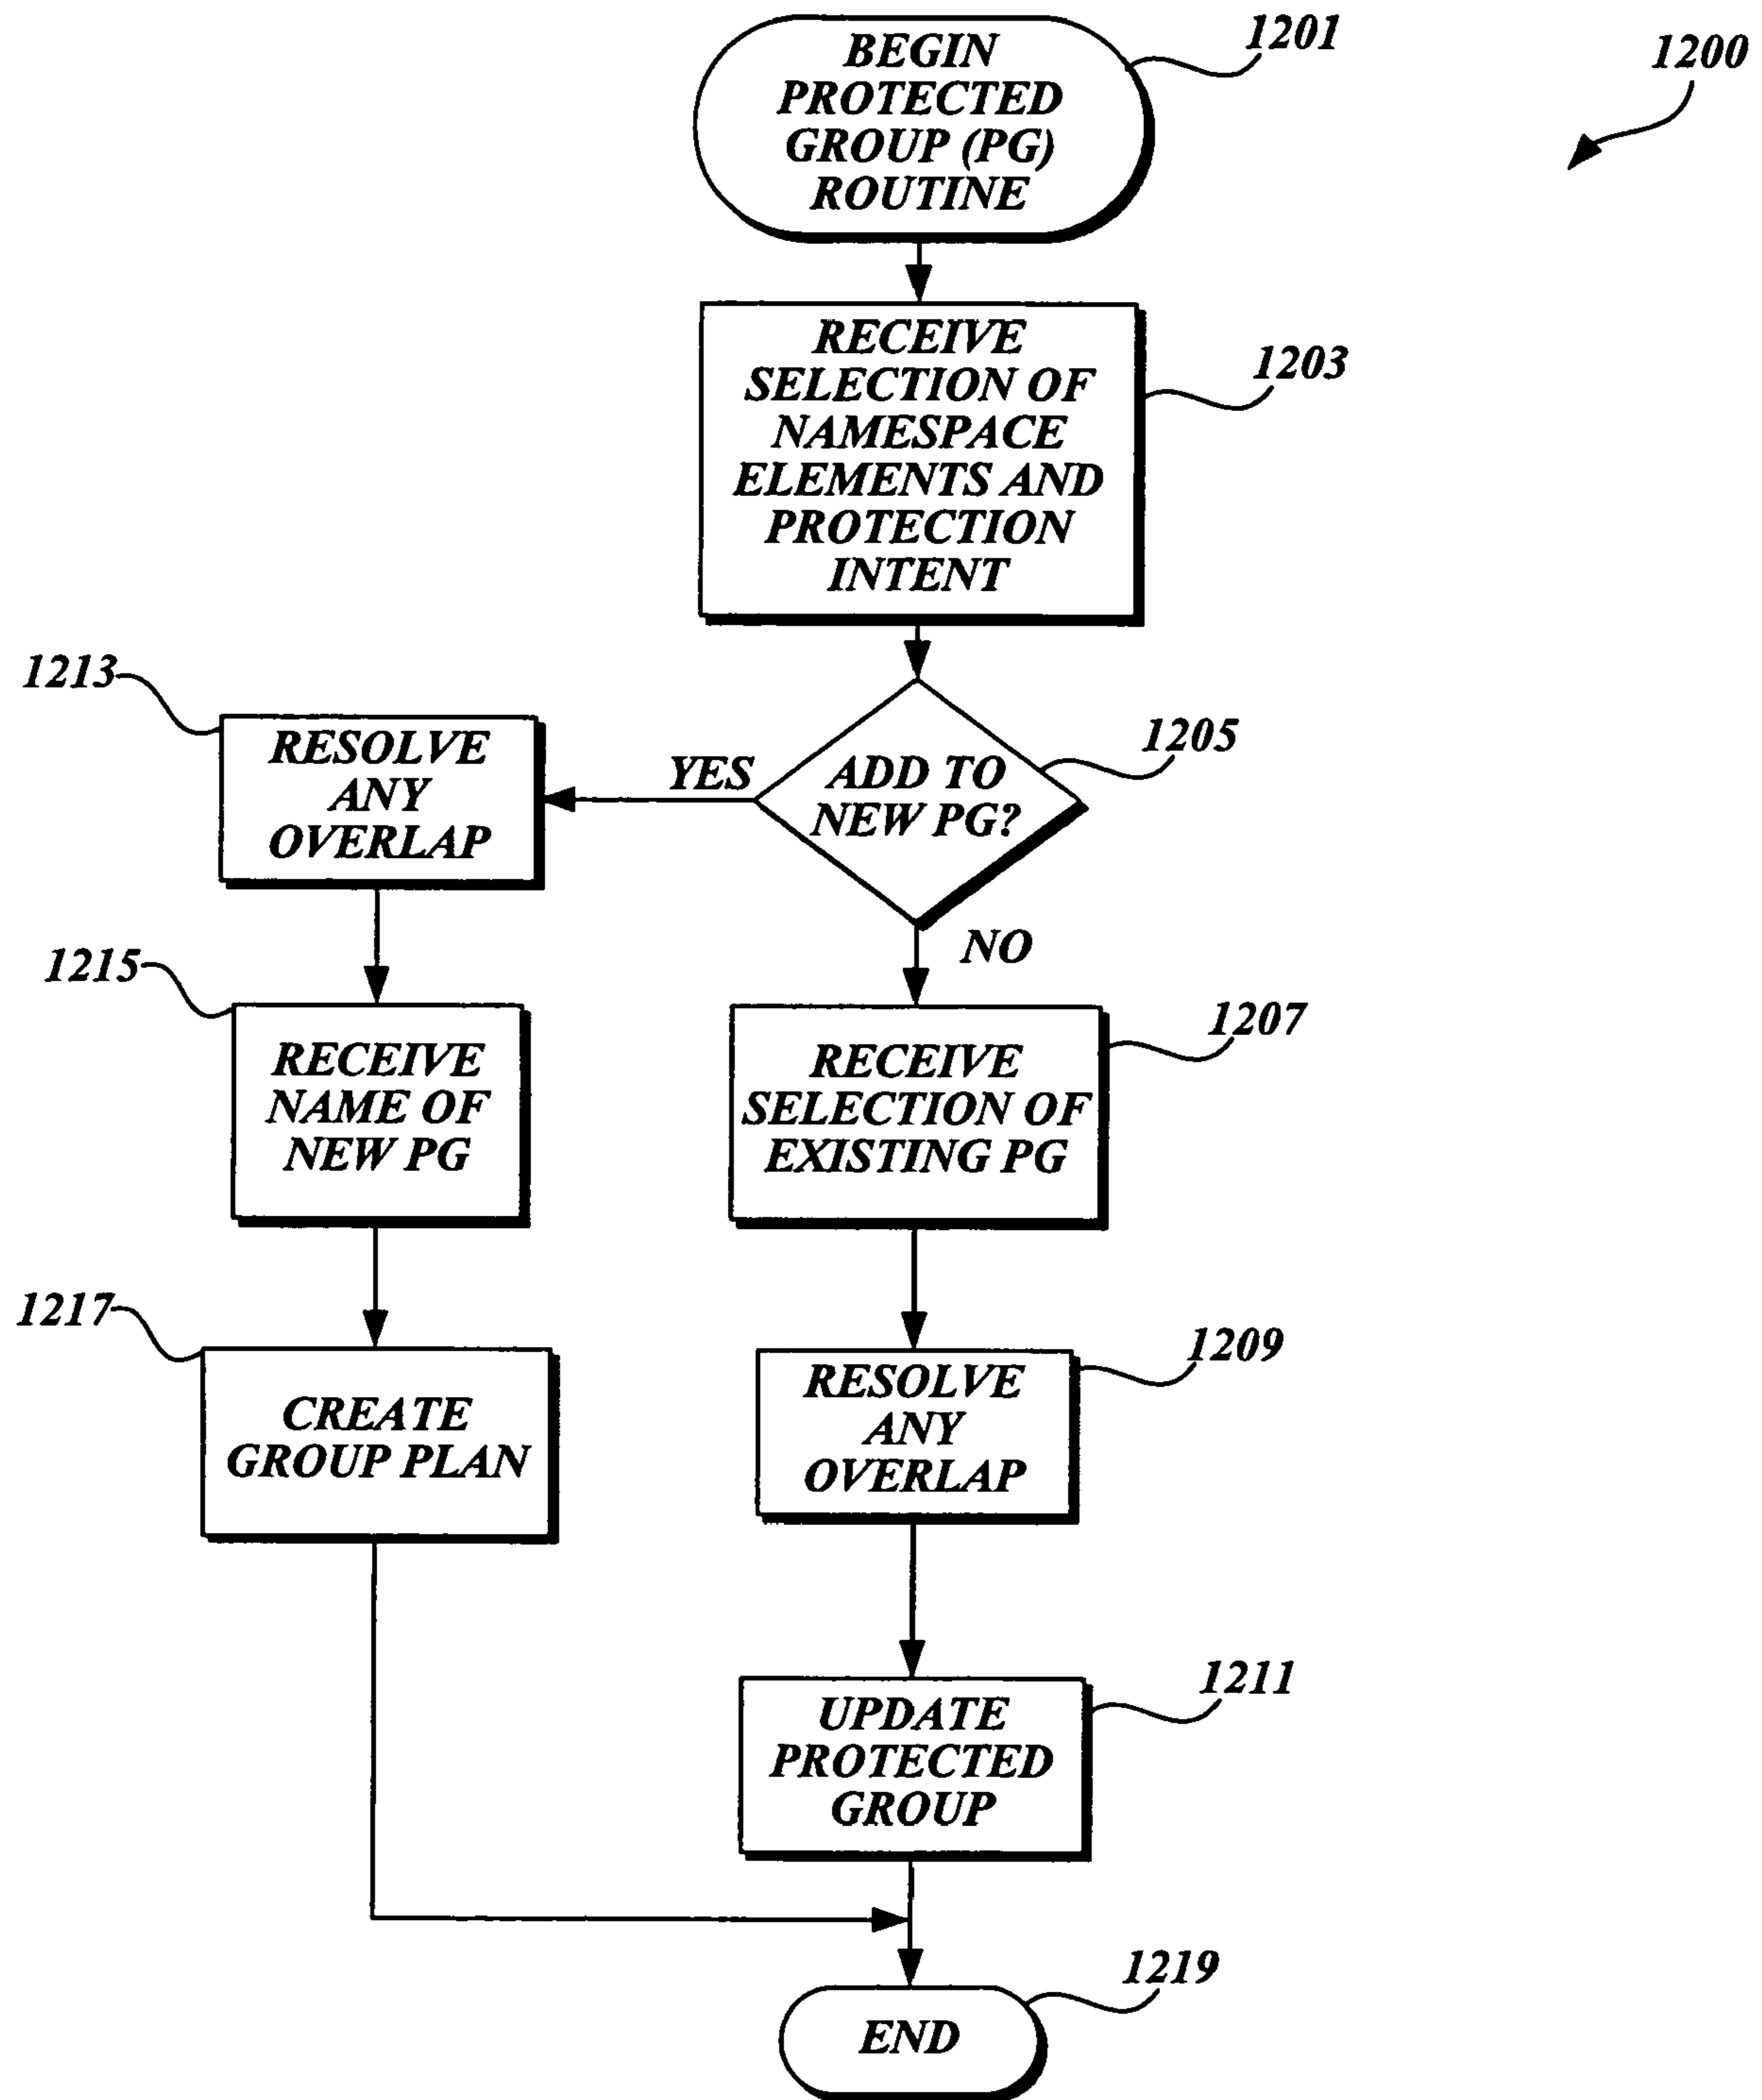 1200
1201
BEGIN
PROTECTED
GROUP (PG)
ROUTINE
1203
RECEIVE
SELECTION OF
NAMESPACE
ELEMENTS AND
PROTECTION
INTENT
1205
ADD TO
NEW PG?
YES
NO
1213
RESOLVE
ANY
OVERLAP
1215
RECEIVE
NAME OF
NEW PG
1217
CREATE
GROUP PLAN
1207
RECEIVE
SELECTION OF
EXISTING PG
1209
RESOLVE
ANY
OVERLAP
1211
UPDATE
PROTECTED
GROUP
1219
END